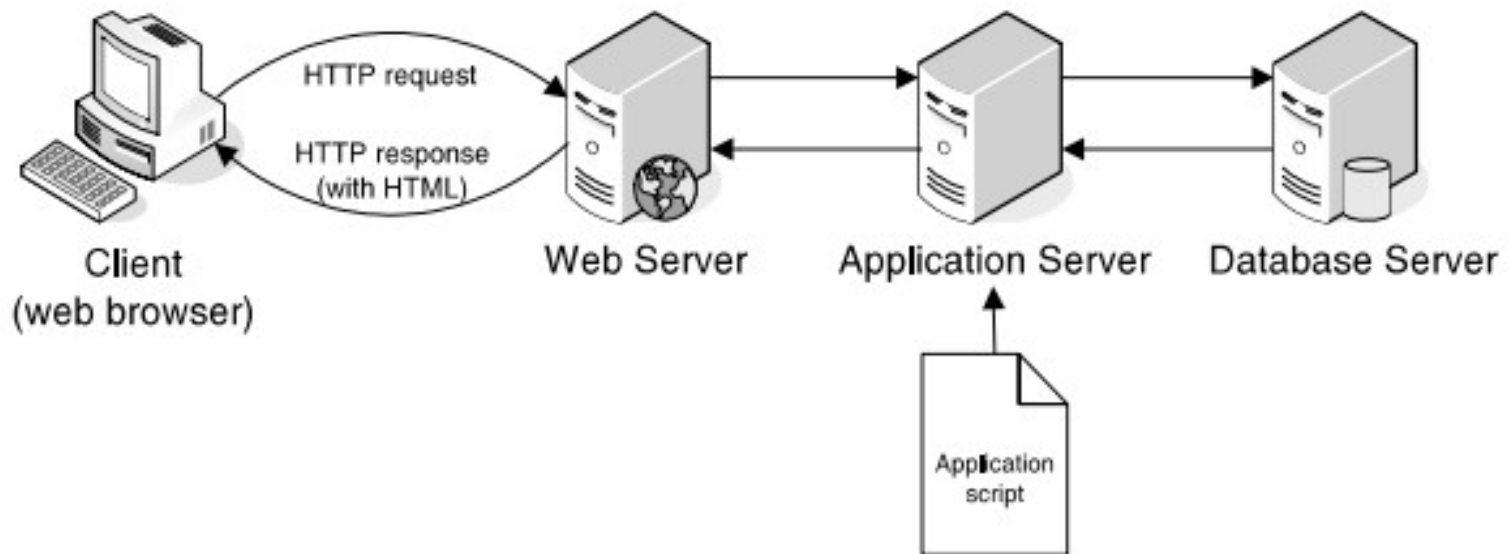 HTTP request
HTTP response
(with HTML)
Client
(web browser)
Web Server
Application Server
Database Server
Application
script